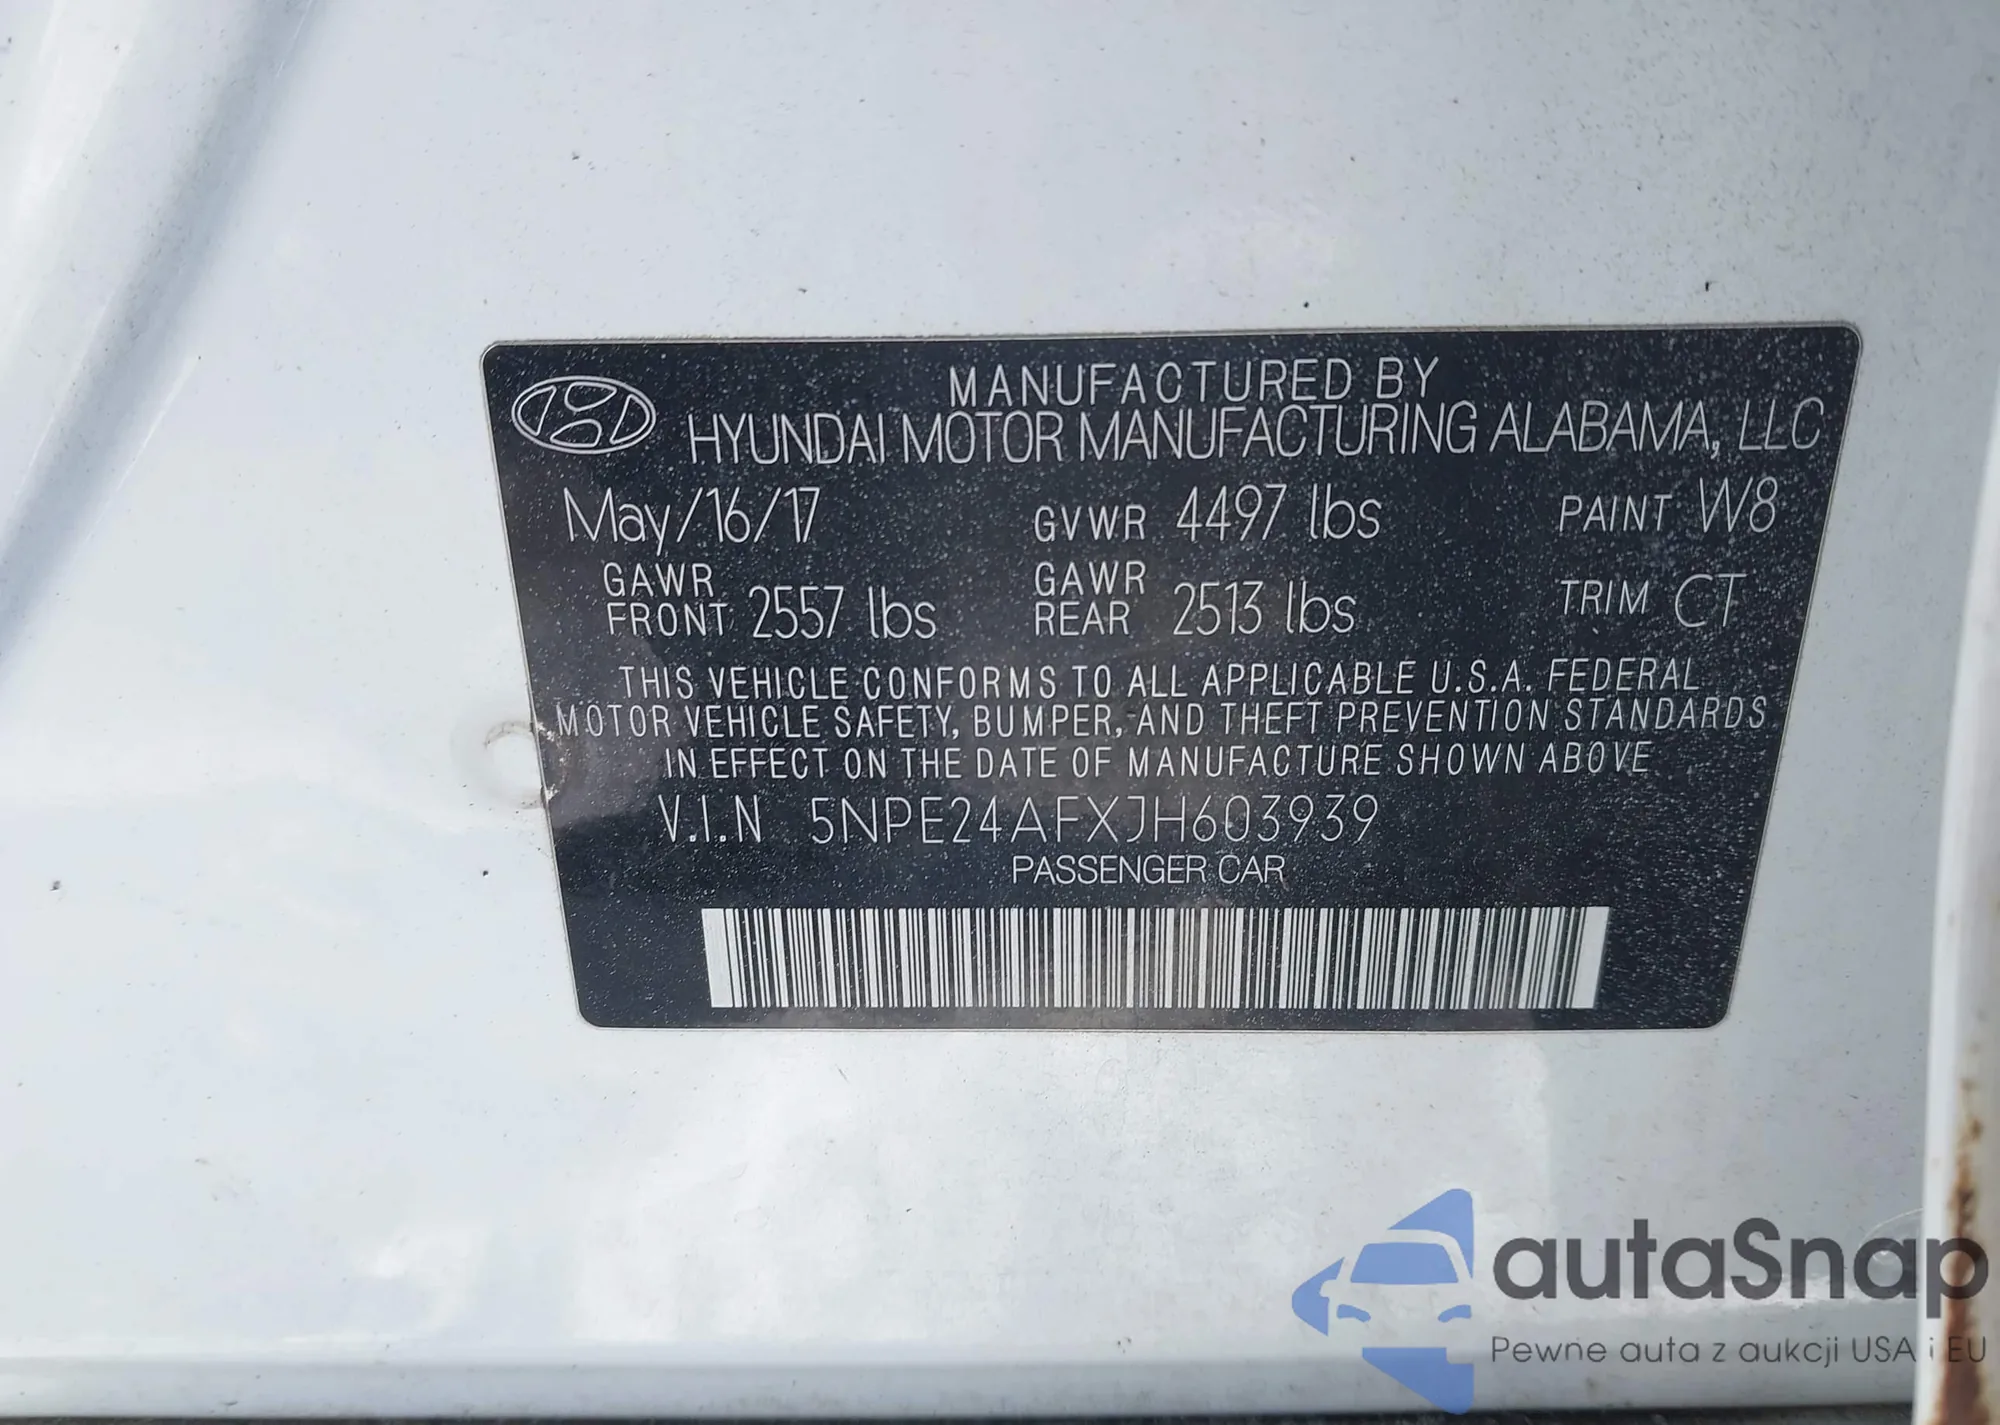 MANUFACTURED BY
HYUNDAI MOTOR MANUFACTURING ALABAMA, LLC
May/16/17 GVWR 4497 lbs PAINT W8
GAWR FRONT 2557 lbs GAWR REAR 2513 lbs TRIM CT
THIS VEHICLE CONFORMS TO ALL APPLICABLE U.S.A. FEDERAL
MOTOR VEHICLE SAFETY, BUMPER, AND THEFT PREVENTION STANDARDS
IN EFFECT ON THE DATE OF MANUFACTURE SHOWN ABOVE
V.I.N 5NPE24AFXJH603939
PASSENGER CAR
autaSnap
Pewne auta z aukcji USA i EU